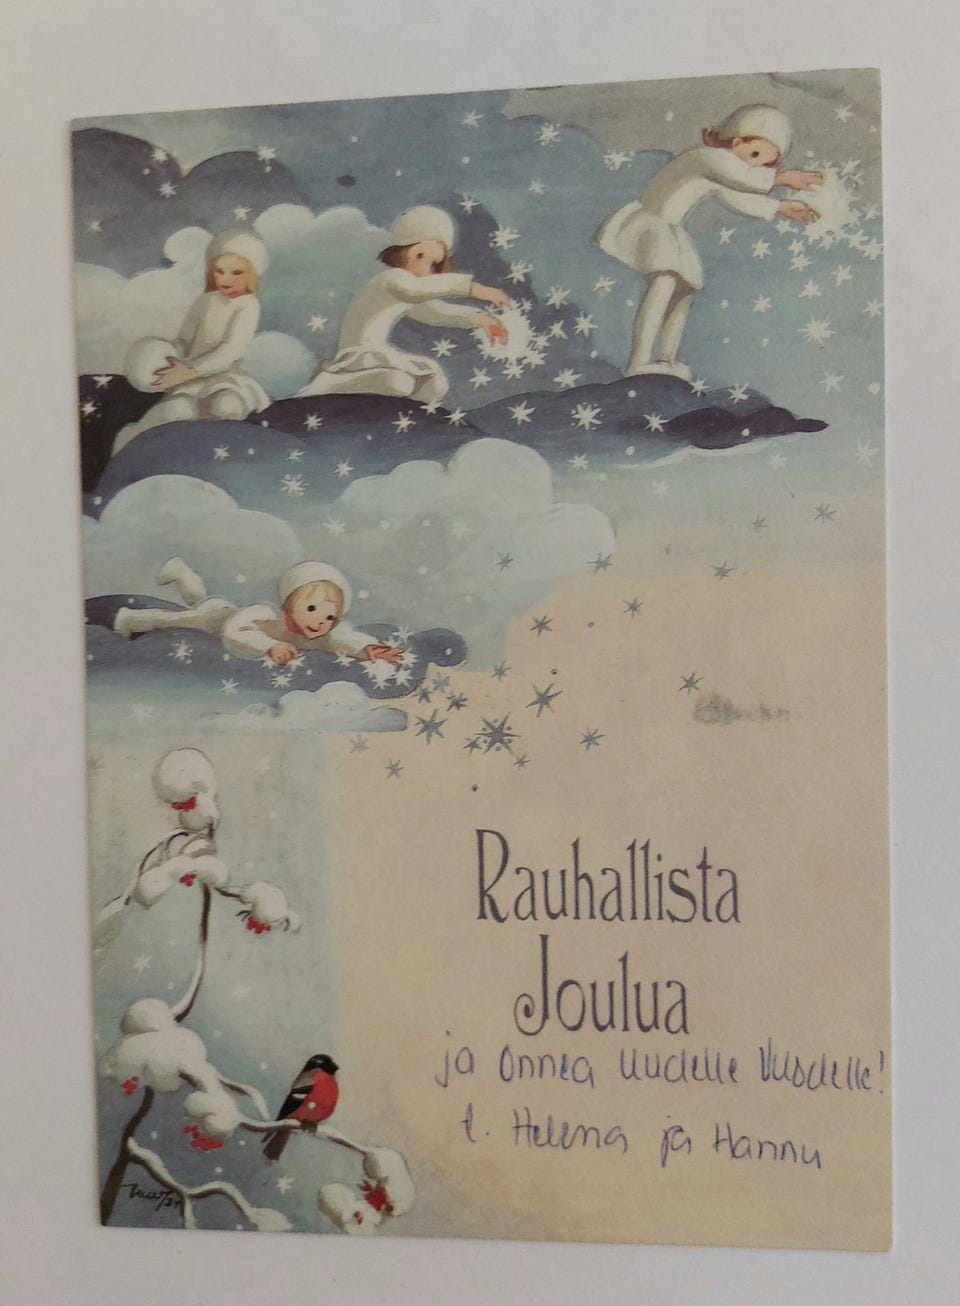 Rauhallista
Joulua
ja onnea Uudelle Vuodelle!
t. Helena ja Hannu